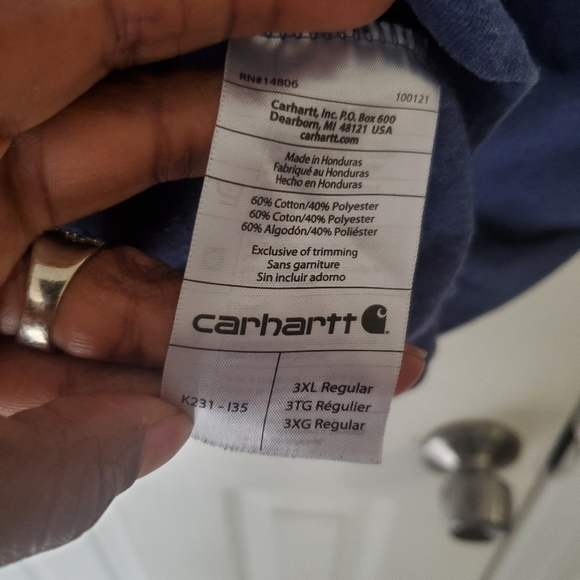 RN#14806
100121
Carhartt, Inc. P.O. Box 600
Dearborn, MI 48121 USA
carhartt.com
Made in Honduras
Fabriqué au Honduras
Hecho en Honduras
60% Cotton/40% Polyester
60% Coton/40% Polyester
60% Algodón/40% Poliéster
Exclusive of trimming
Sans garniture
Sin incluir adorno
carhartt
K231 - I35
3XL Regular
3TG Régulier
3XG Regular